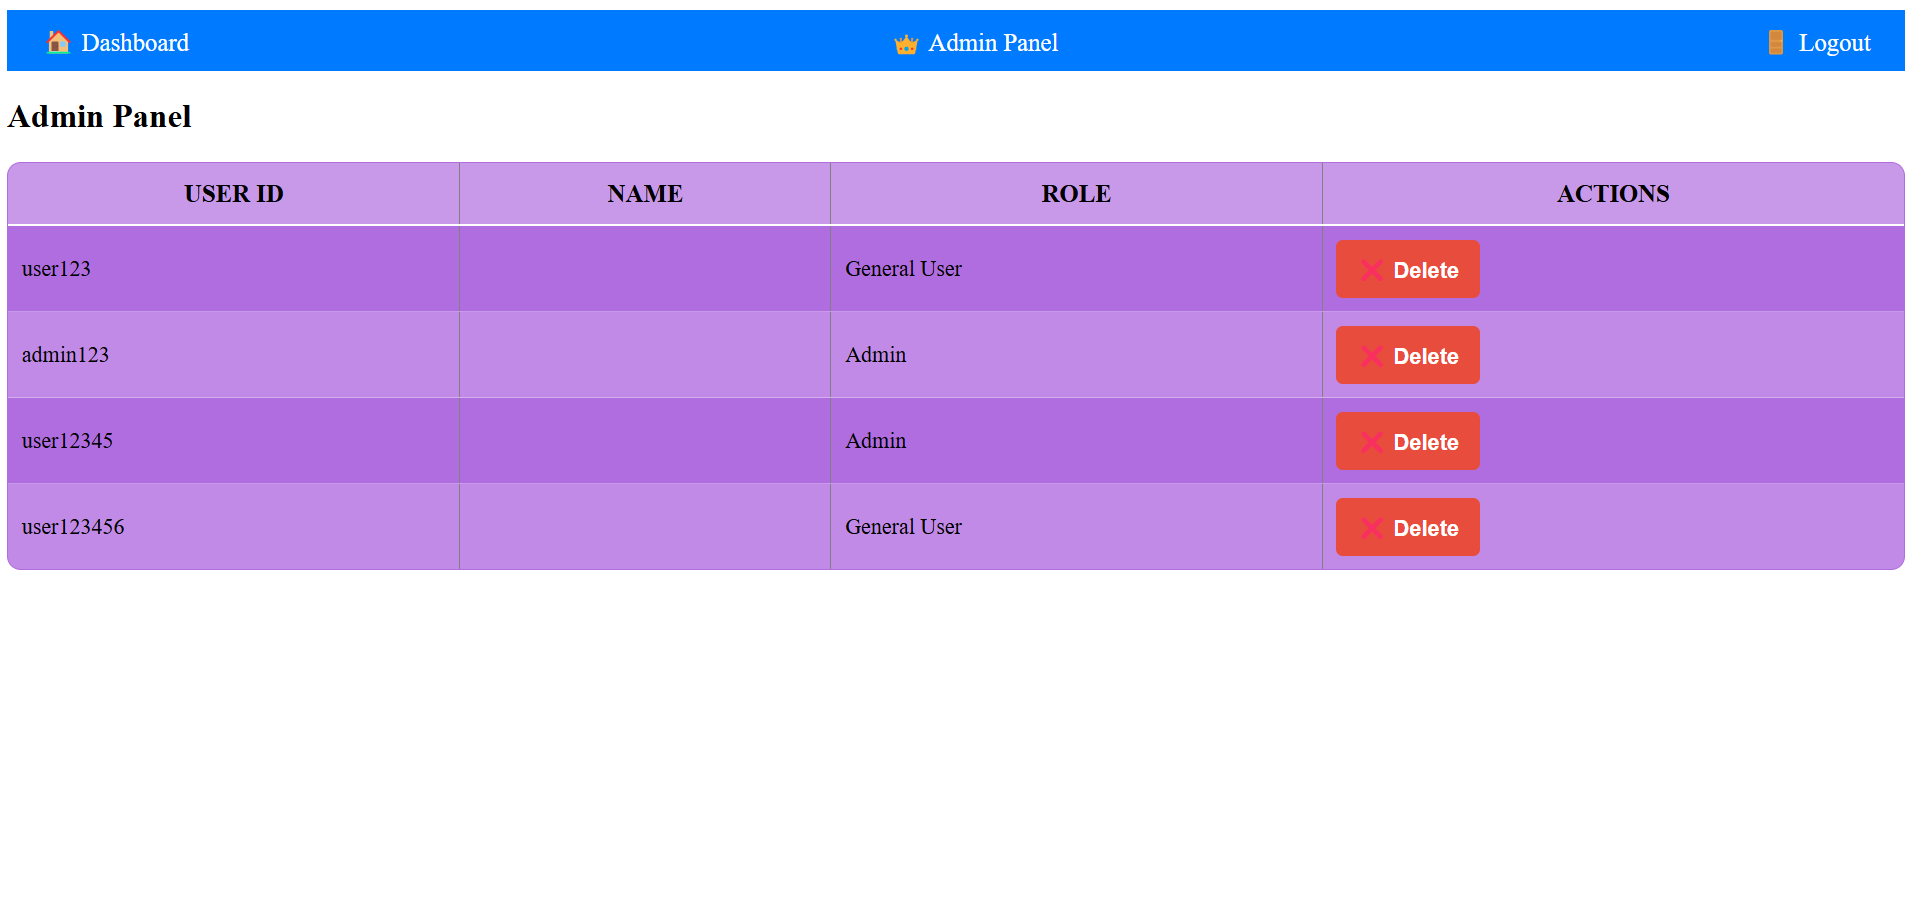 Dashboard Admin Panel Logout
Admin Panel
USER ID NAME ROLE ACTIONS
user123 General User Delete
admin123 Admin Delete
user12345 Admin Delete
user123456 General User Delete